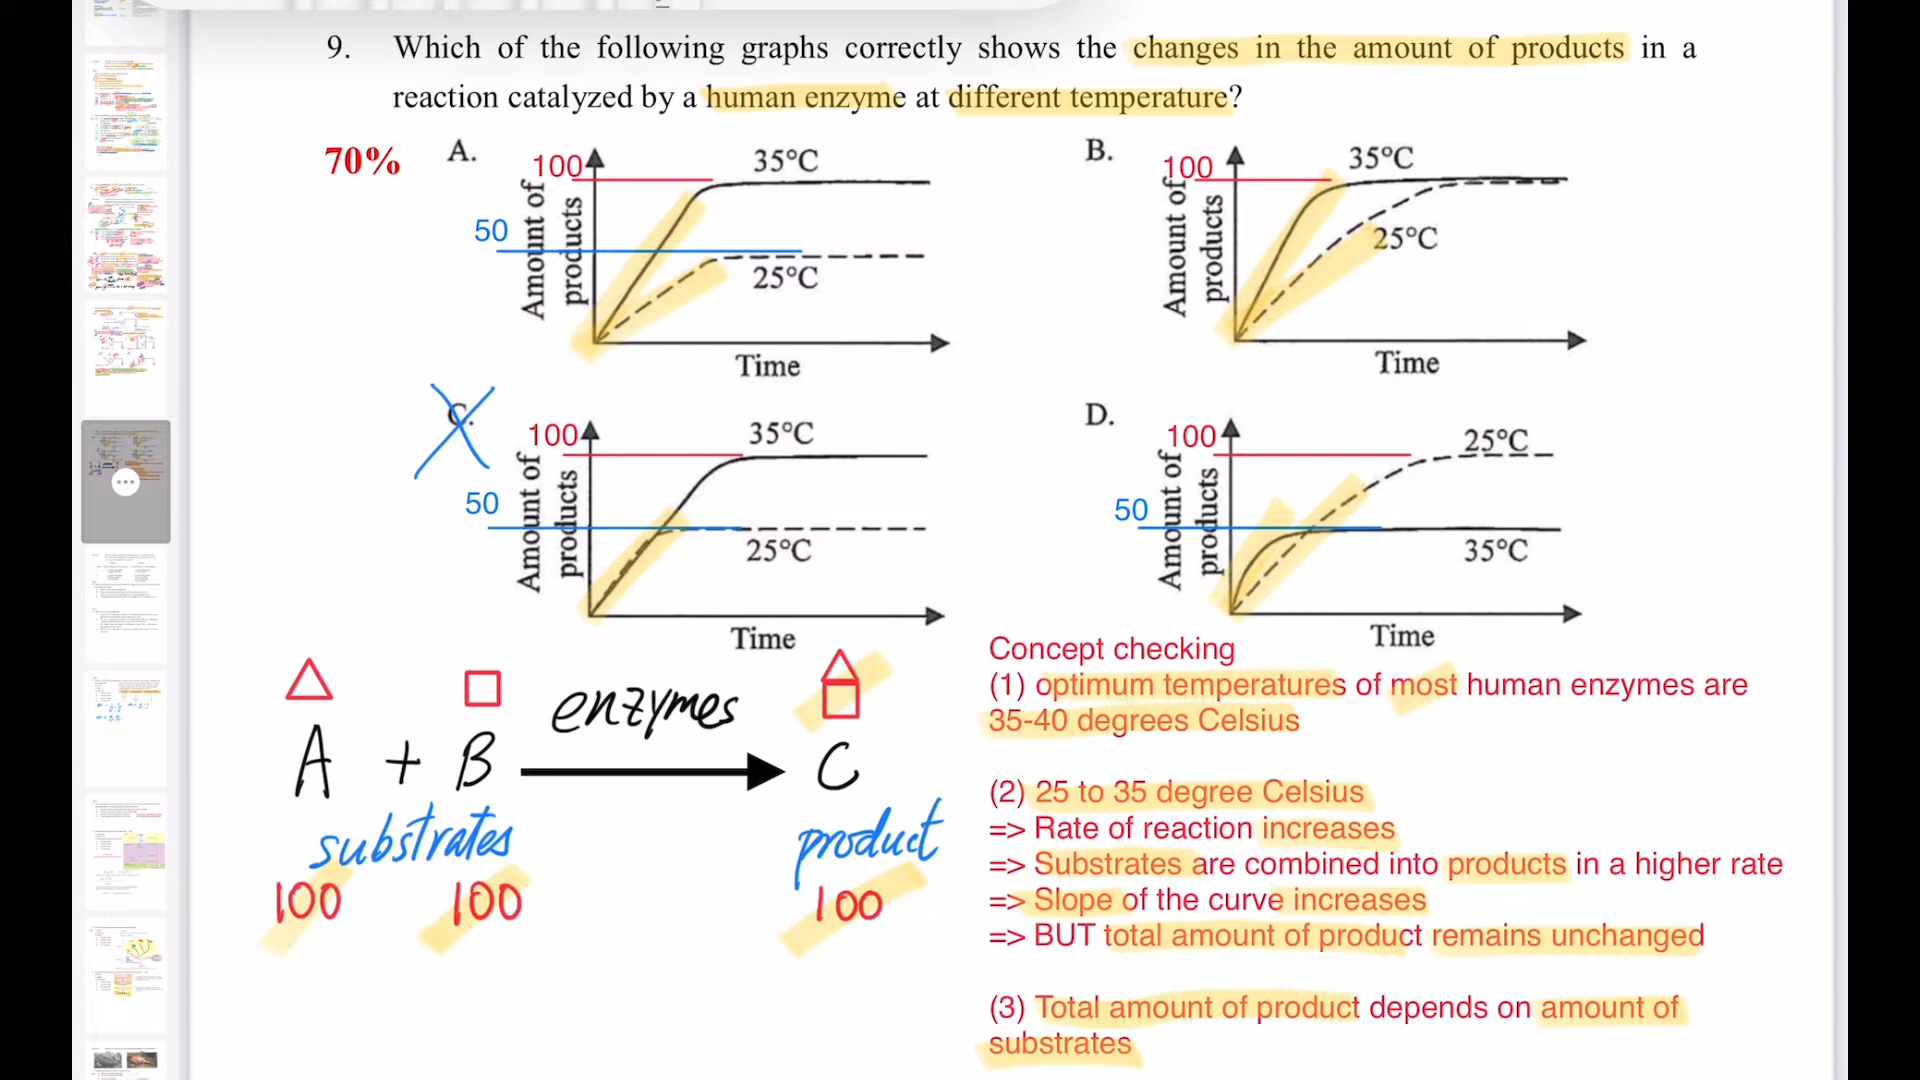 9. Which of the following graphs correctly shows the changes in the amount of products in a
reaction catalyzed by a human enzyme at different temperature?
70%
A.
100
50
Amount of
products
35°C
25°C
Time
B.
100
Amount of
products
35°C
25°C
Time
C.
100
50
Amount of
products
35°C
25°C
Time
D.
100
50
Amount of
products
25°C
35°C
Time
A + B enzymes C
substrates product
100 100 100
Concept checking
(1) optimum temperatures of most human enzymes are
35-40 degrees Celsius
(2) 25 to 35 degree Celsius
=> Rate of reaction increases
=> Substrates are combined into products in a higher rate
=> Slope of the curve increases
=> BUT total amount of product remains unchanged
(3) Total amount of product depends on amount of
substrates